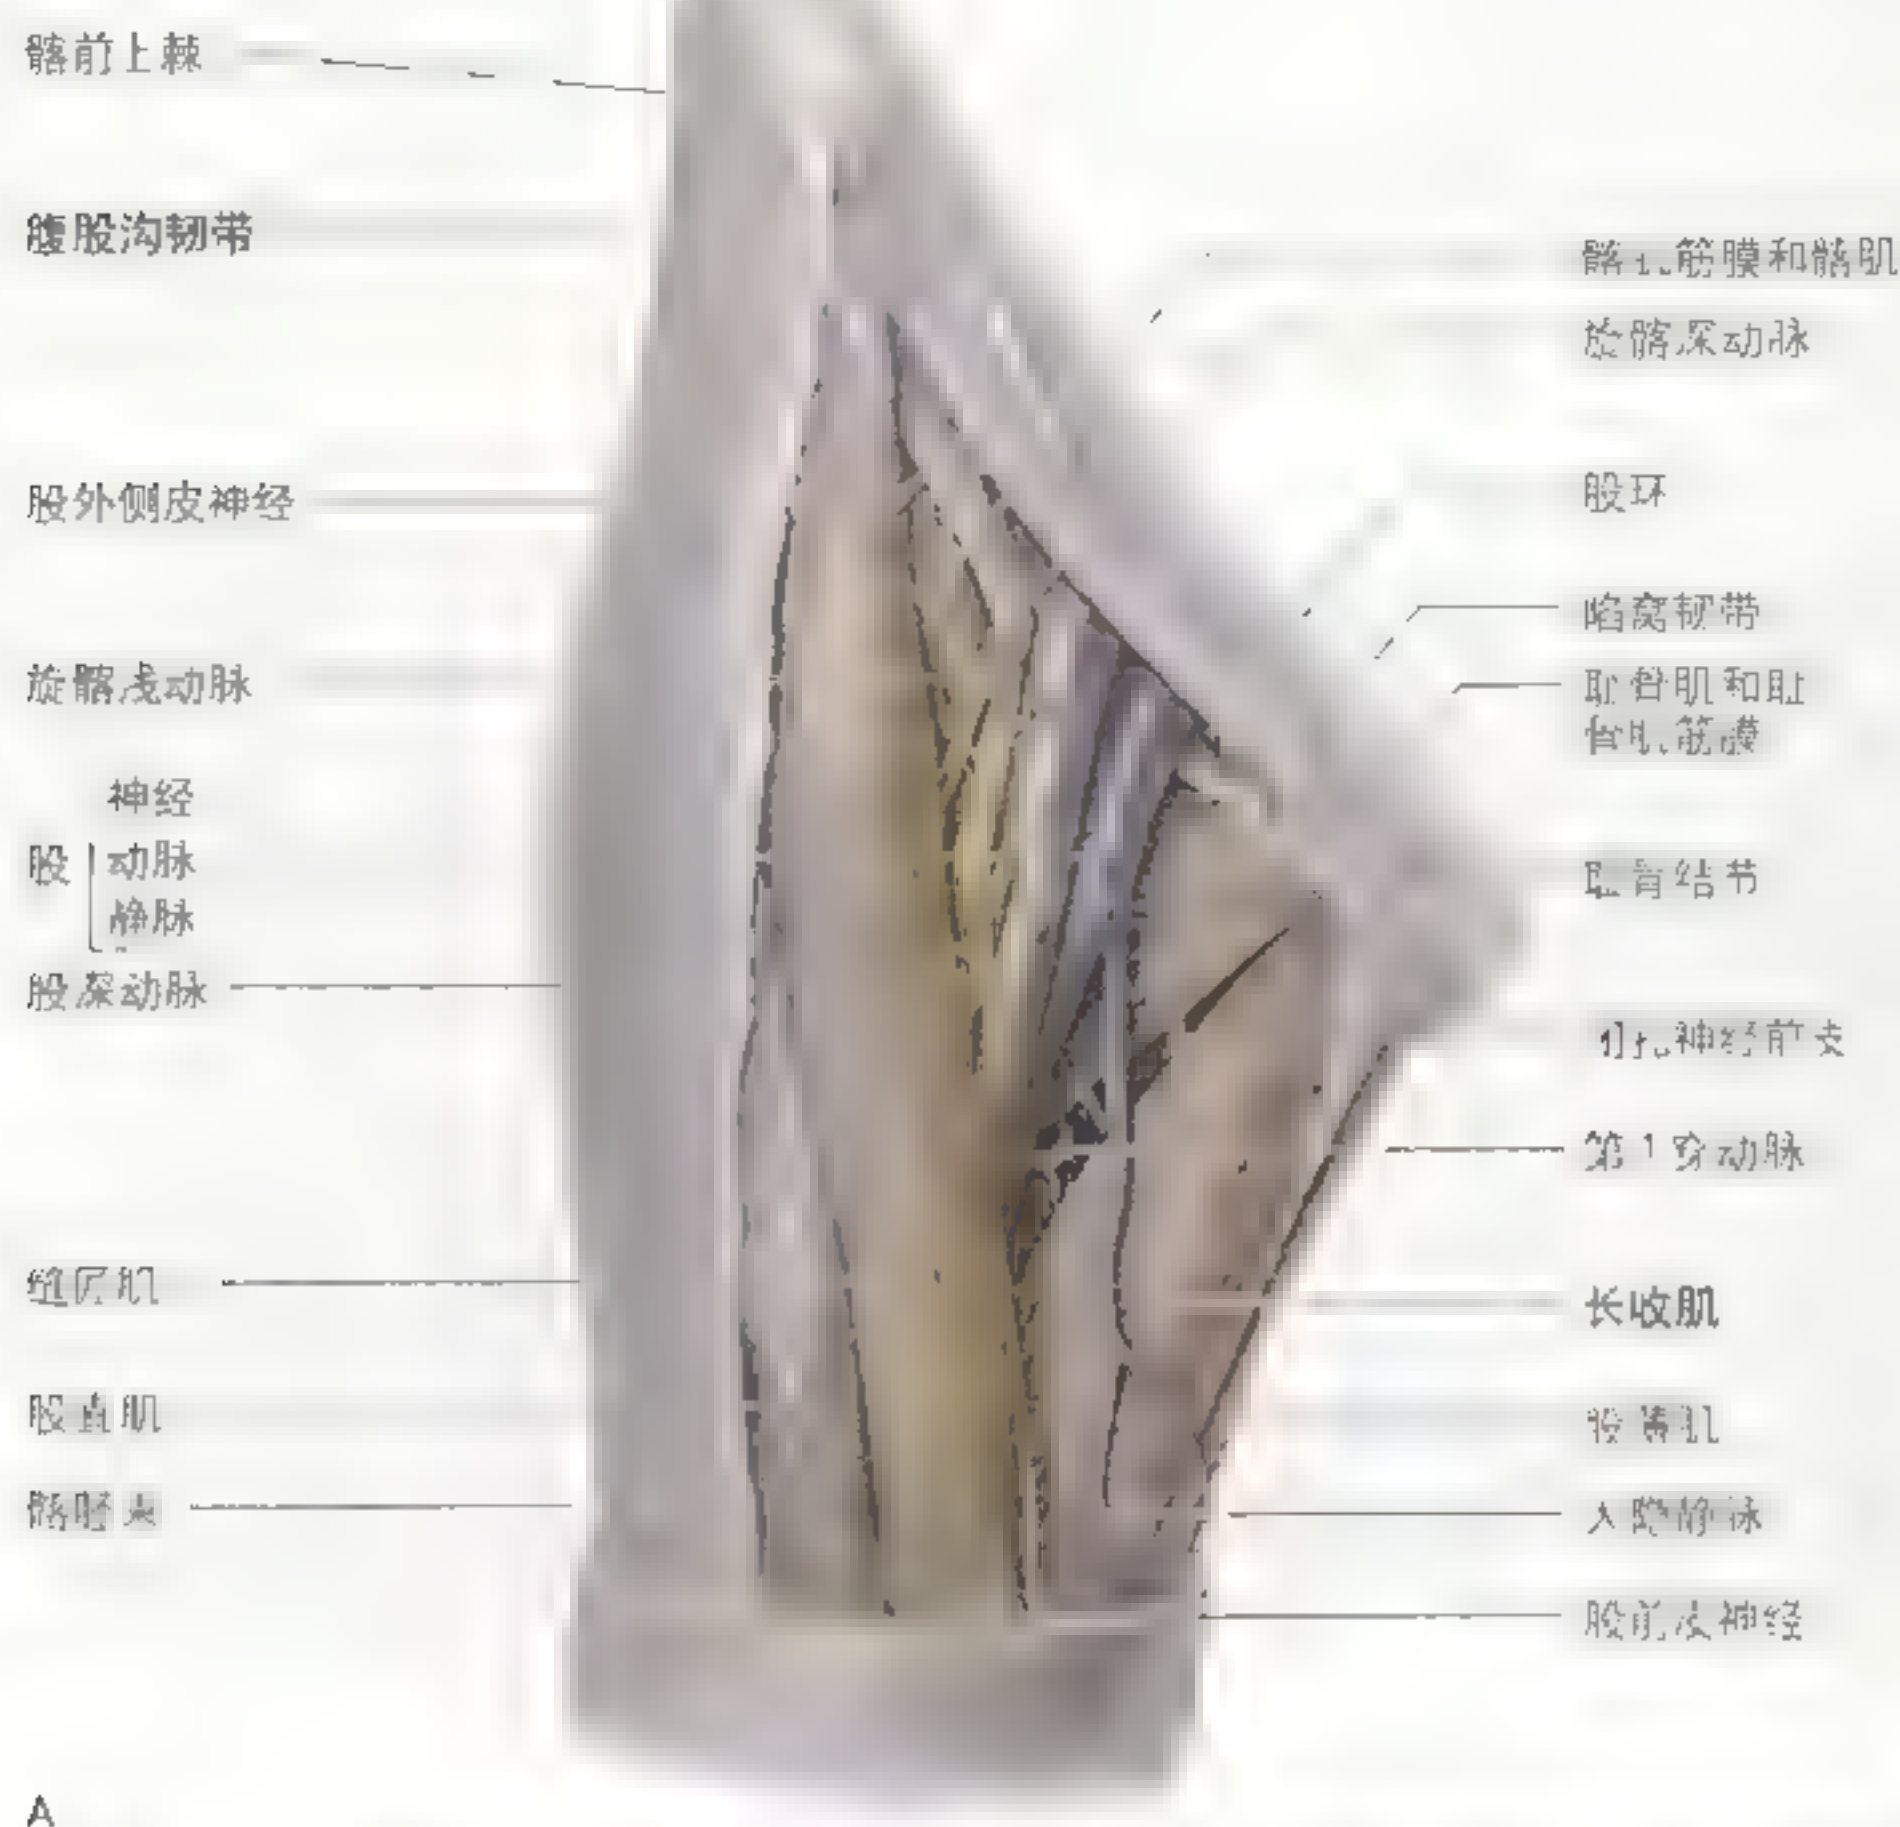 髂前上棘
腹股沟韧带
股外侧皮神经
旋髂浅动脉
神经
股 动脉
静脉
股深动脉
缝匠肌
股直肌
髂胫束
A
髂筋膜和髂肌
旋髂深动脉
股环
陷窝韧带
耻骨肌和耻
骨肌筋膜
耻骨结节
神经前支
第1穿动脉
长收肌
股薄肌
大隐静脉
股前皮神经